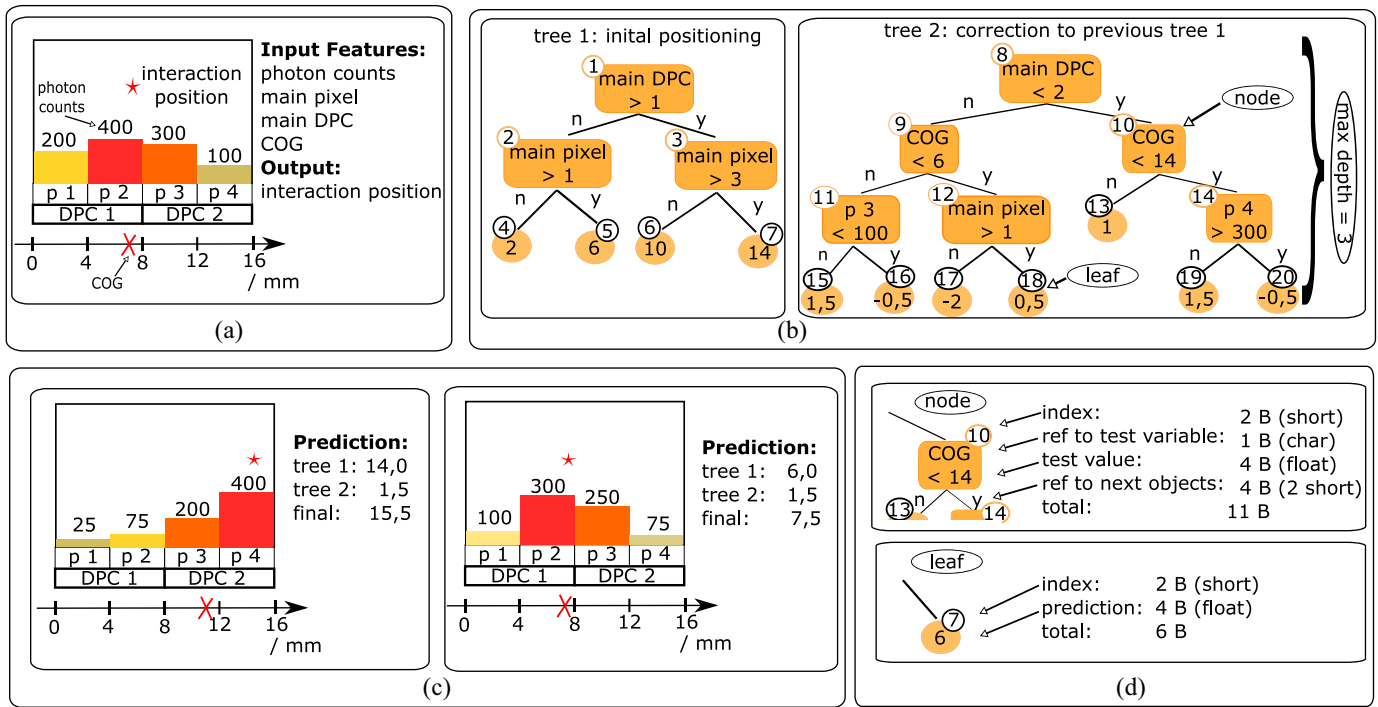 Input Features:
photon counts
main pixel
main DPC
COG
Output:
interaction position
interaction
position
photon
counts
200
400
300
100
p 1
p 2
p 3
p 4
DPC 1
DPC 2
0
4
8
12
16
COG
/ mm
(a)
tree 1: inital positioning
1
main DPC
> 1
n
y
2
main pixel
> 1
3
main pixel
> 3
n
y
n
y
4
2
5
6
6
10
7
14
tree 2: correction to previous tree 1
8
main DPC
< 2
node
n
y
9
COG
< 6
10
COG
< 14
n
y
n
y
11
p 3
< 100
12
main pixel
> 1
13
1
14
p 4
> 300
n
y
n
y
n
y
leaf
15
1,5
16
-0,5
17
-2
18
0,5
19
1,5
20
-0,5
max depth = 3
(b)
25
75
200
400
p 1
p 2
p 3
p 4
DPC 1
DPC 2
0
4
8
12
16
/ mm
Prediction:
tree 1: 14,0
tree 2: 1,5
final: 15,5
100
300
250
75
p 1
p 2
p 3
p 4
DPC 1
DPC 2
0
4
8
12
16
/ mm
Prediction:
tree 1: 6,0
tree 2: 1,5
final: 7,5
(c)
node
10
COG
< 14
n
y
13
14
index: 2 B (short)
ref to test variable: 1 B (char)
test value: 4 B (float)
ref to next objects: 4 B (2 short)
total: 11 B
leaf
7
6
index: 2 B (short)
prediction: 4 B (float)
total: 6 B
(d)